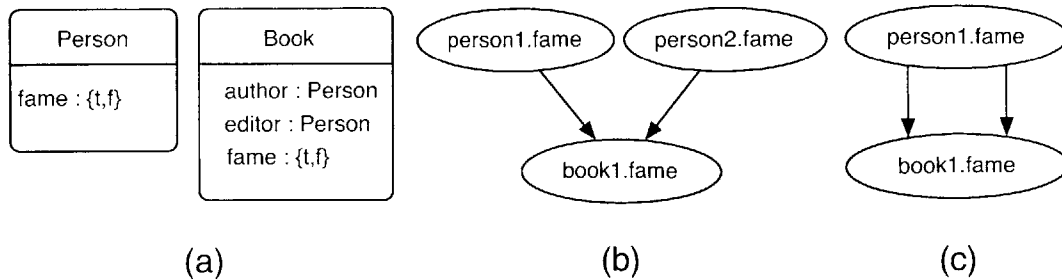 Person
fame : {t,f}
Book
author : Person
editor : Person
fame : {t,f}
(a)
person1.fame
person2.fame
book1.fame
(b)
person1.fame
book1.fame
(c)